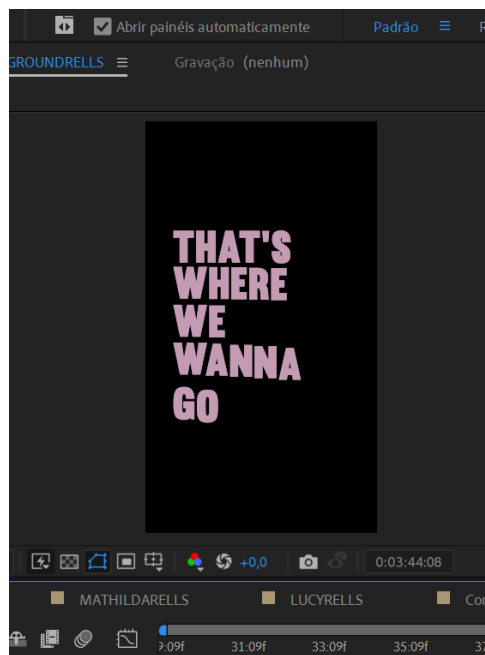 Abrir painéis automaticamente Padrão
GROUNDRELLS Gravação (nenhum)
THAT'S
WHERE
WE
WANNA
GO
+0,0 0:03:44:08
MATHILDARELLS LUCYRELLS
31:09f 33:09f 35:09f